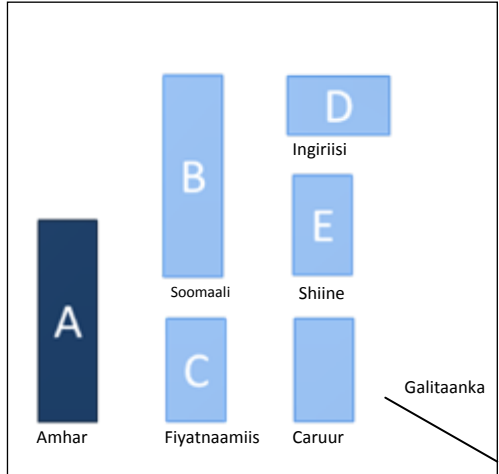 D
Ingiriisi
B
E
Soomaali
Shiine
A
C
Galitaanka
Amhar
Fiyatnaamiis
Caruur